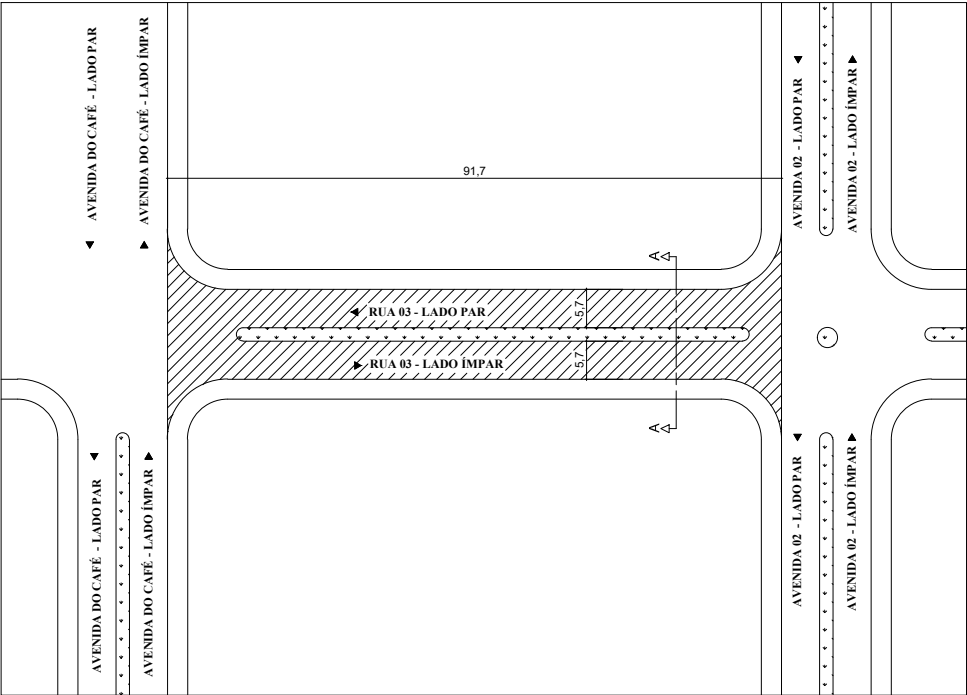 AVENIDA DO CAFÉ - LADO PAR
AVENIDA DO CAFÉ - LADO ÍMPAR
AVENIDA 02 - LADO PAR
AVENIDA 02 - LADO ÍMPAR
91,7
A
RUA 03 - LADO PAR
5,7
RUA 03 - LADO ÍMPAR
5,7
A
AVENIDA DO CAFÉ - LADO PAR
AVENIDA DO CAFÉ - LADO ÍMPAR
AVENIDA 02 - LADO PAR
AVENIDA 02 - LADO ÍMPAR